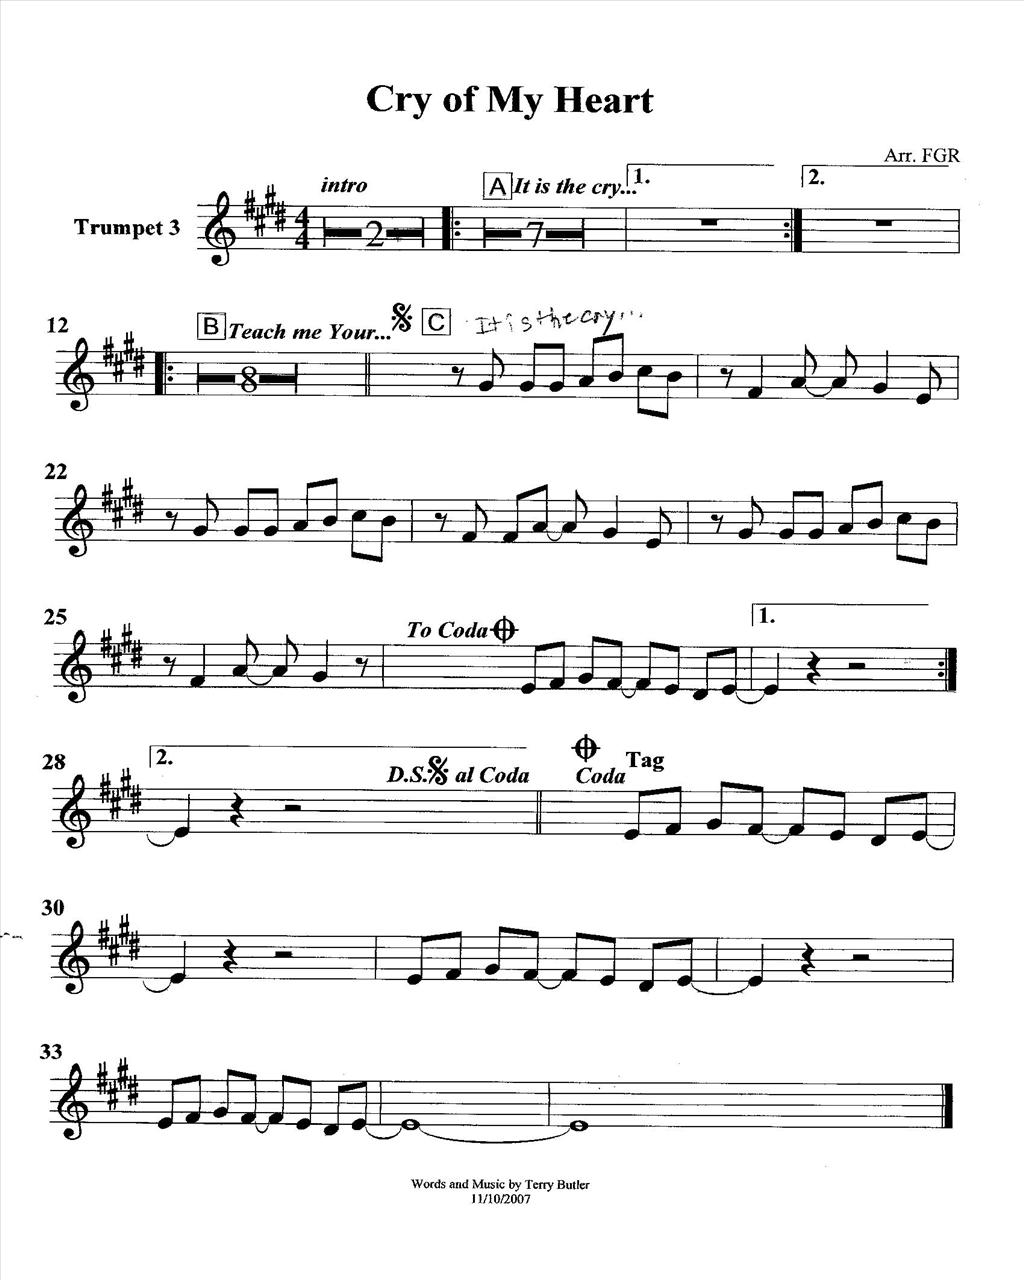 Cry of My Heart
Arr. FGR
intro
A It is the cry... 1. 2.
Trumpet 3
4
4
2 7
12
B Teach me Your... C It is the cry...
8
22
25
To Coda
1.
28
2.
D.S. al Coda
Coda Tag
30
33
Words and Music by Terry Butler
11/10/2007